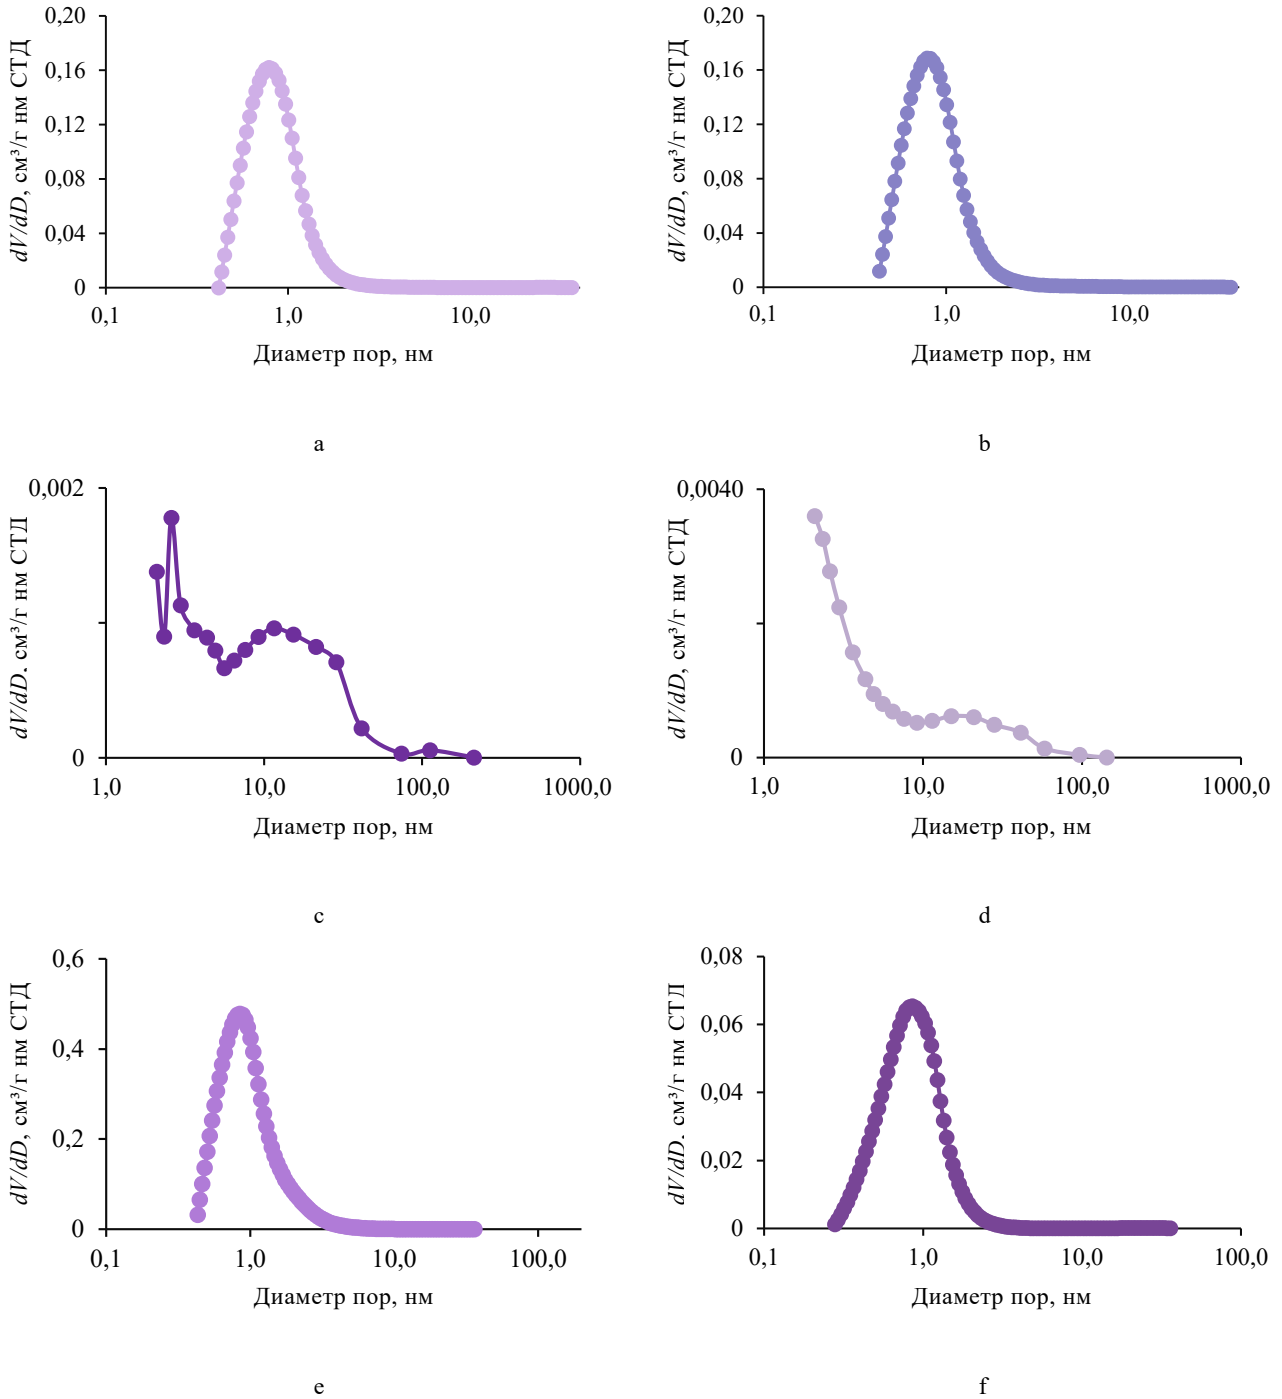 0,20
0,16
0,12
0,08
0,04
0
0,1
1,0
10,0
dV/dD, см³/г нм СТД
Диаметр пор, нм
a
0,20
0,16
0,12
0,08
0,04
0
0,1
1,0
10,0
dV/dD, см³/г нм СТД
Диаметр пор, нм
b
0,002
0
1,0
10,0
100,0
1000,0
dV/dD. см³/г нм СТД
Диаметр пор, нм
c
0,0040
0
1,0
10,0
100,0
1000,0
dV/dD, см³/г нм СТД
Диаметр пор, нм
d
0,6
0,4
0,2
0
0,1
1,0
10,0
100,0
dV/dD, см³/г нм СТД
Диаметр пор, нм
e
0,08
0,06
0,04
0,02
0
0,1
1,0
10,0
100,0
dV/dD. см³/г нм СТД
Диаметр пор, нм
f